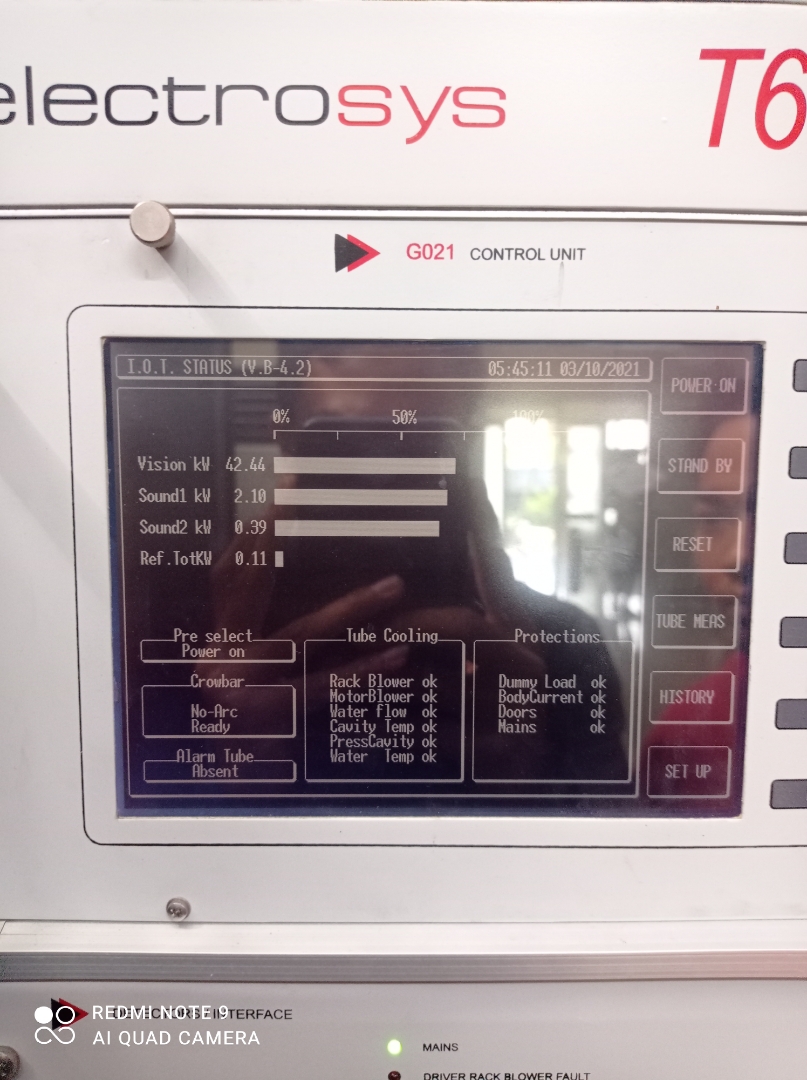 electrosys T6
G021 CONTROL UNIT
I.O.T. STATUS (V.B-4.2) 05:45:11 03/10/2021
0% 50% 100%
Vision kW 42.44
Sound1 kW 2.10
Sound2 kW 0.39
Ref.TotKW 0.11
POWER ON
STAND BY
RESET
TUBE MEAS
HISTORY
SET UP
Pre select
Power on
Crowbar
No-Arc
Ready
Alarm Tube
Absent
Tube Cooling
Rack Blower ok
MotorBlower ok
Water flow ok
Cavity Temp ok
PressCavity ok
Water Temp ok
Protections
Dummy Load ok
BodyCurrent ok
Doors ok
Mains ok
INTERFACE
REDMI NOTE 9
AI QUAD CAMERA
MAINS
DRIVER RACK BLOWER FAULT